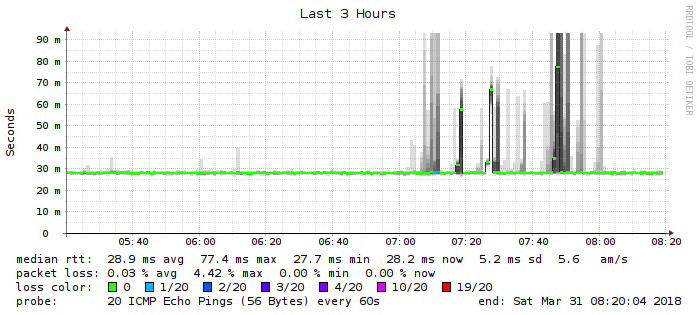 Last 3 Hours
RRDTOOL / TOBI OETIKER
Seconds
90 m
80 m
70 m
60 m
50 m
40 m
30 m
20 m
10 m
0
05:40 06:00 06:20 06:40 07:00 07:20 07:40 08:00 08:20
median rtt: 28.9 ms avg 77.4 ms max 27.7 ms min 28.2 ms now 5.2 ms sd 5.6 am/s
packet loss: 0.03 % avg 4.42 % max 0.00 % min 0.00 % now
loss color: 0 1/20 2/20 3/20 4/20 10/20 19/20
probe: 20 ICMP Echo Pings (56 Bytes) every 60s end: Sat Mar 31 08:20:04 2018